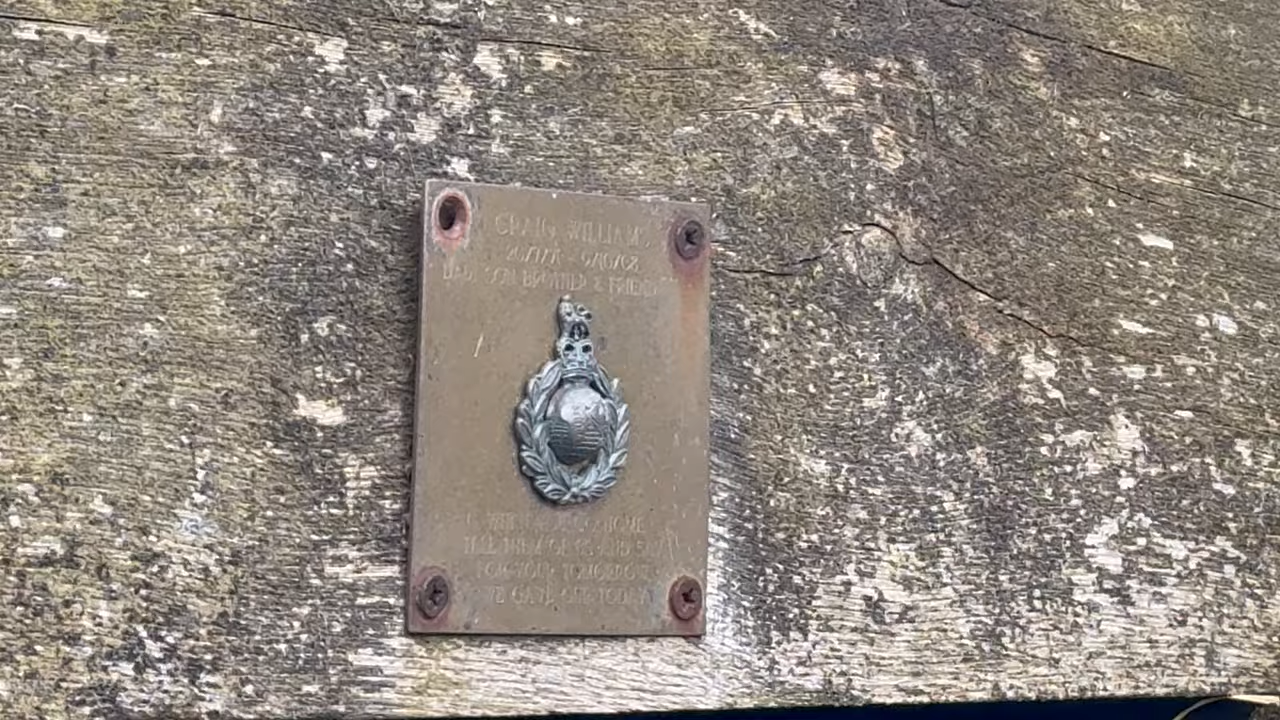 CRAIG WILLIAMS
DAD, SON, BROTHER & FRIEND
WHEN YOU GO HOME
TELL THEM OF US AND SAY
FOR YOUR TOMORROW
WE GAVE OUR TODAY